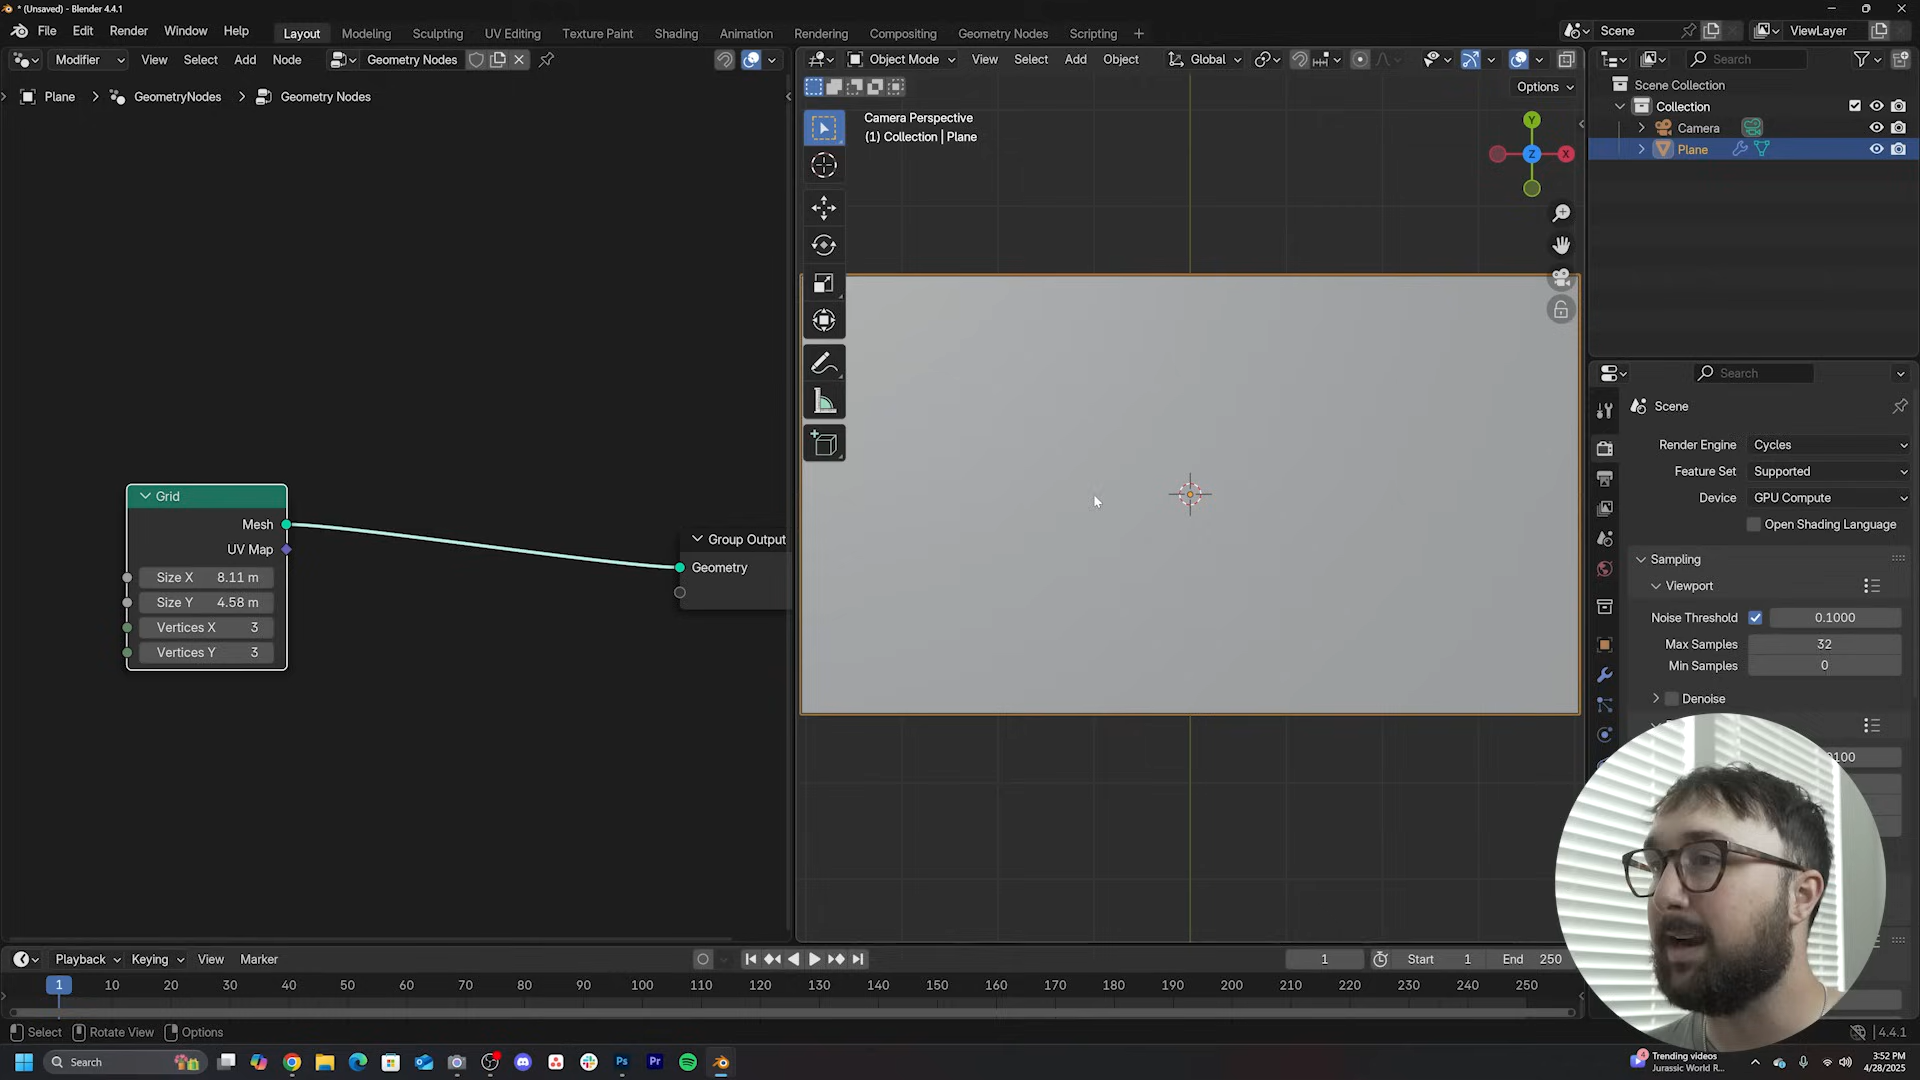 * (Unsaved) - Blender 4.4.1
File Edit Render Window Help Layout Modeling Sculpting UV Editing Texture Paint Shading Animation Rendering Compositing Geometry Nodes Scripting + Scene ViewLayer
Modifier View Select Add Node Geometry Nodes
Object Mode View Select Add Object Global
Search
Plane > GeometryNodes > Geometry Nodes
Options
Camera Perspective
(1) Collection | Plane
Y
Z
X
Scene Collection
Collection
Camera
Plane
Search
Scene
Render Engine Cycles
Feature Set Supported
Device GPU Compute
Open Shading Language
Sampling
Viewport
Noise Threshold 0.1000
Max Samples 32
Min Samples 0
Denoise
Grid
Mesh
UV Map
Size X 8.11 m
Size Y 4.58 m
Vertices X 3
Vertices Y 3
Group Output
Geometry
Playback Keying View Marker
1 Start 1 End 250
1 10 20 30 40 50 60 70 80 90 100 110 120 130 140 150 160 170 180 190 200 210 220 230 240 250
Select Rotate View Options
4.4.1
Search
Ps
Pr
4
Trending videos
Jurassic World R...
3:52 PM
4/28/2025